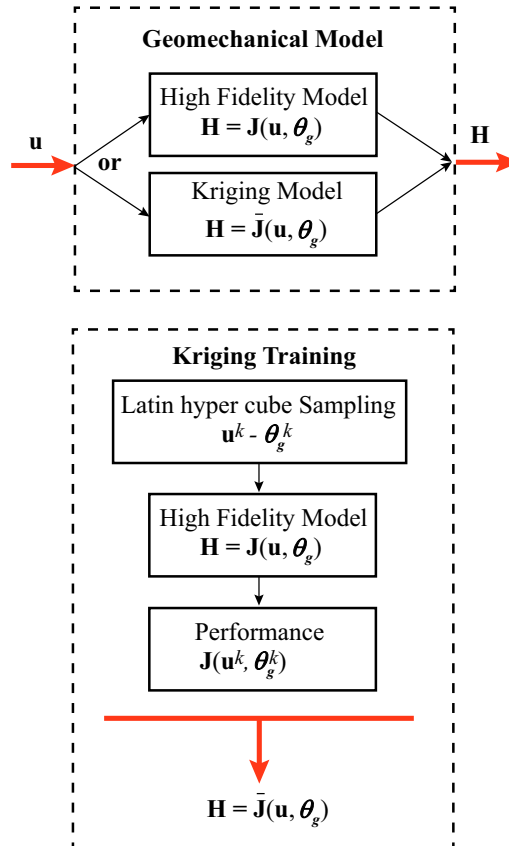 Geomechanical Model
High Fidelity Model
H = J(u, θg)
u
or
H
Kriging Model
H = J̄(u, θg)
Kriging Training
Latin hyper cube Sampling
uᵏ - θgᵏ
High Fidelity Model
H = J(u, θg)
Performance
J(uᵏ, θgᵏ)
H = J̄(u, θg)